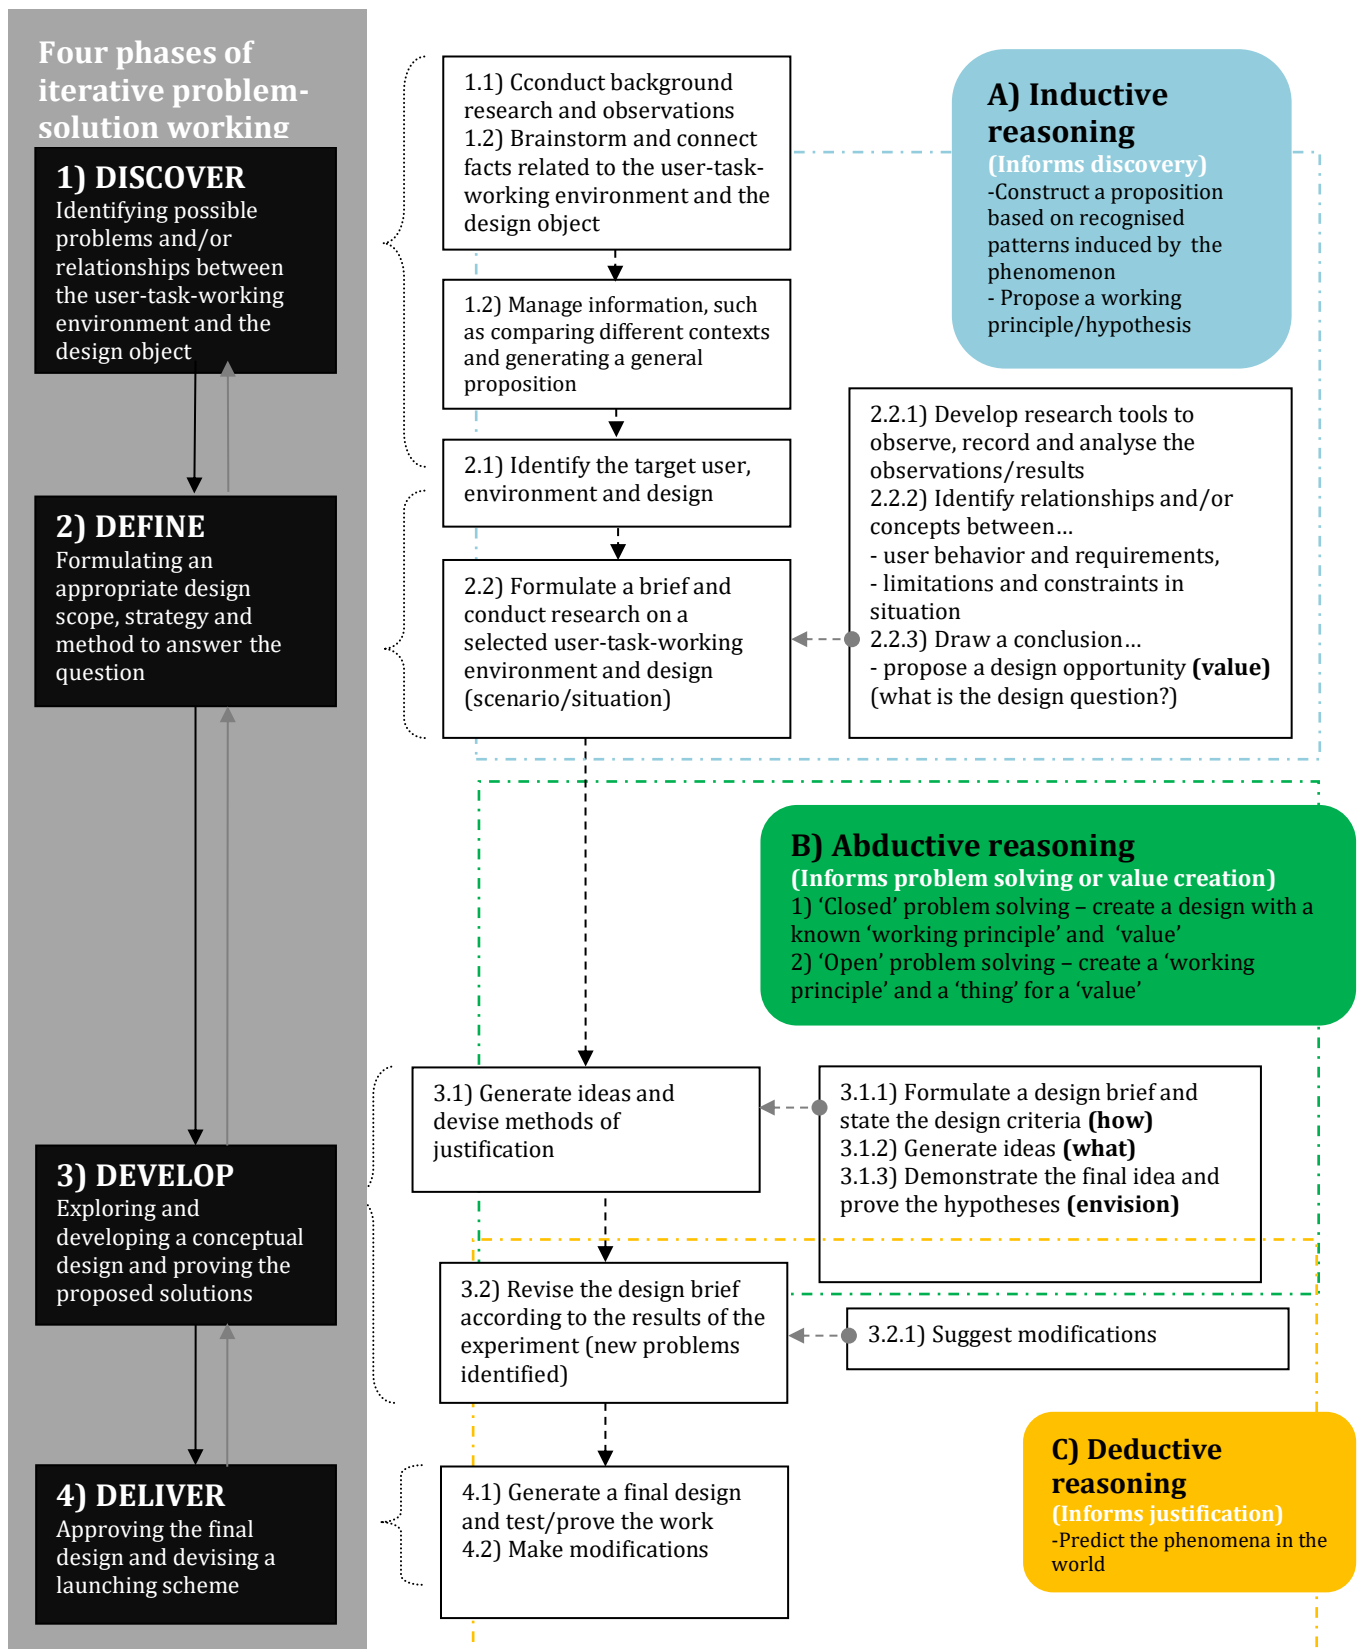 Four phases of
iterative problem-
solution working
1) DISCOVER
Identifying possible
problems and/or
relationships between
the user-task-working
environment and the
design object
2) DEFINE
Formulating an
appropriate design
scope, strategy and
method to answer the
question
3) DEVELOP
Exploring and
developing a conceptual
design and proving the
proposed solutions
4) DELIVER
Approving the final
design and devising a
launching scheme
1.1) Cconduct background
research and observations
1.2) Brainstorm and connect
facts related to the user-task-
working environment and the
design object
1.2) Manage information, such
as comparing different contexts
and generating a general
proposition
2.1) Identify the target user,
environment and design
2.2) Formulate a brief and
conduct research on a
selected user-task-working
environment and design
(scenario/situation)
3.1) Generate ideas and
devise methods of
justification
3.2) Revise the design brief
according to the results of the
experiment (new problems
identified)
4.1) Generate a final design
and test/prove the work
4.2) Make modifications
A) Inductive
reasoning
(Informs discovery)
-Construct a proposition
based on recognised
patterns induced by the
phenomenon
- Propose a working
principle/hypothesis
2.2.1) Develop research tools to
observe, record and analyse the
observations/results
2.2.2) Identify relationships and/or
concepts between…
- user behavior and requirements,
- limitations and constraints in
situation
2.2.3) Draw a conclusion…
- propose a design opportunity (value)
(what is the design question?)
B) Abductive reasoning
(Informs problem solving or value creation)
1) ‘Closed’ problem solving – create a design with a
known ‘working principle’ and ‘value’
2) ‘Open’ problem solving – create a ‘working
principle’ and a ‘thing’ for a ‘value’
3.1.1) Formulate a design brief and
state the design criteria (how)
3.1.2) Generate ideas (what)
3.1.3) Demonstrate the final idea and
prove the hypotheses (envision)
3.2.1) Suggest modifications
C) Deductive
reasoning
(Informs justification)
-Predict the phenomena in the
world